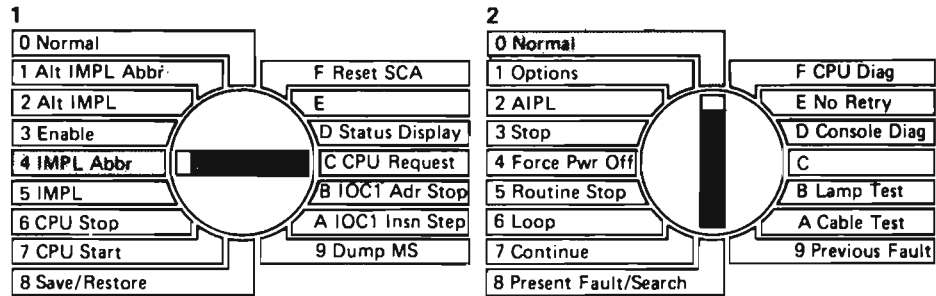 1
0 Normal
1 Alt IMPL Abbr
2 Alt IMPL
3 Enable
4 IMPL Abbr
5 IMPL
6 CPU Stop
7 CPU Start
8 Save/Restore
F Reset SCA
E
D Status Display
C CPU Request
B IOC1 Adr Stop
A IOC1 Insn Step
9 Dump MS
2
0 Normal
1 Options
2 AIPL
3 Stop
4 Force Pwr Off
5 Routine Stop
6 Loop
7 Continue
8 Present Fault/Search
F CPU Diag
E No Retry
D Console Diag
C
B Lamp Test
A Cable Test
9 Previous Fault